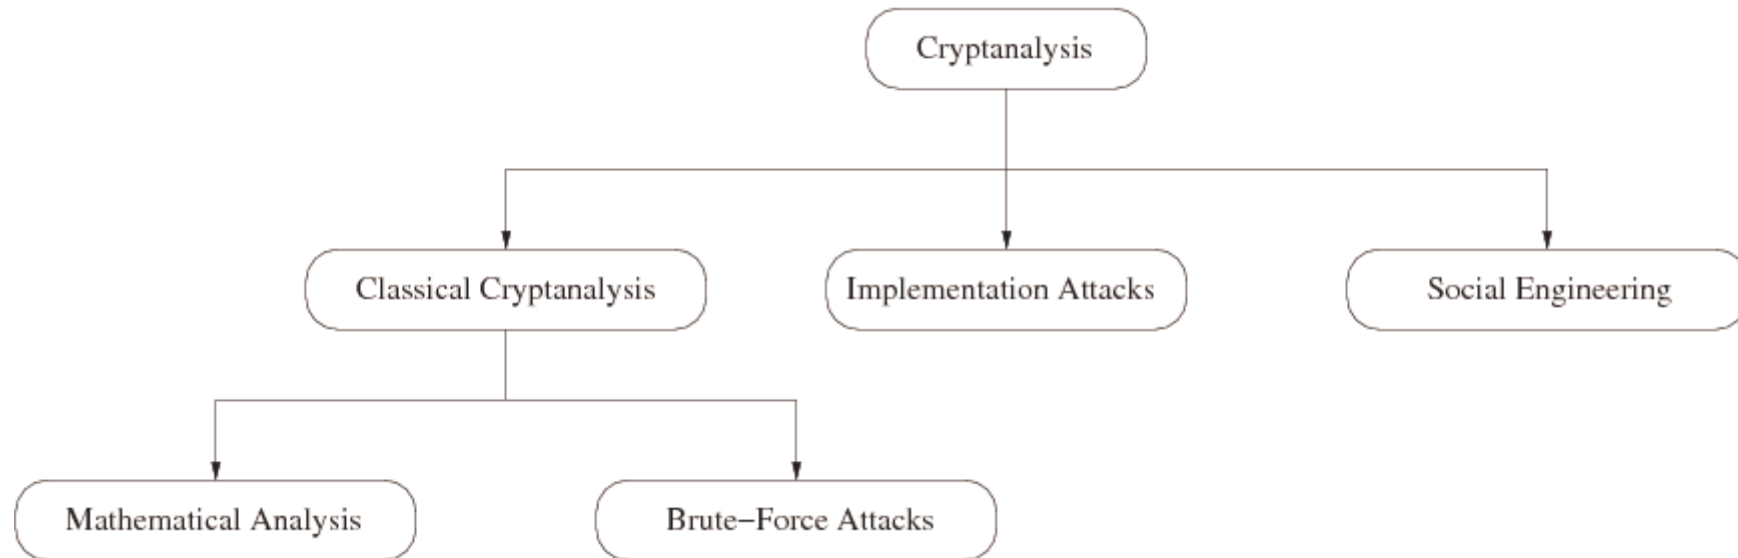 Cryptanalysis
Classical Cryptanalysis
Implementation Attacks
Social Engineering
Mathematical Analysis
Brute−Force Attacks